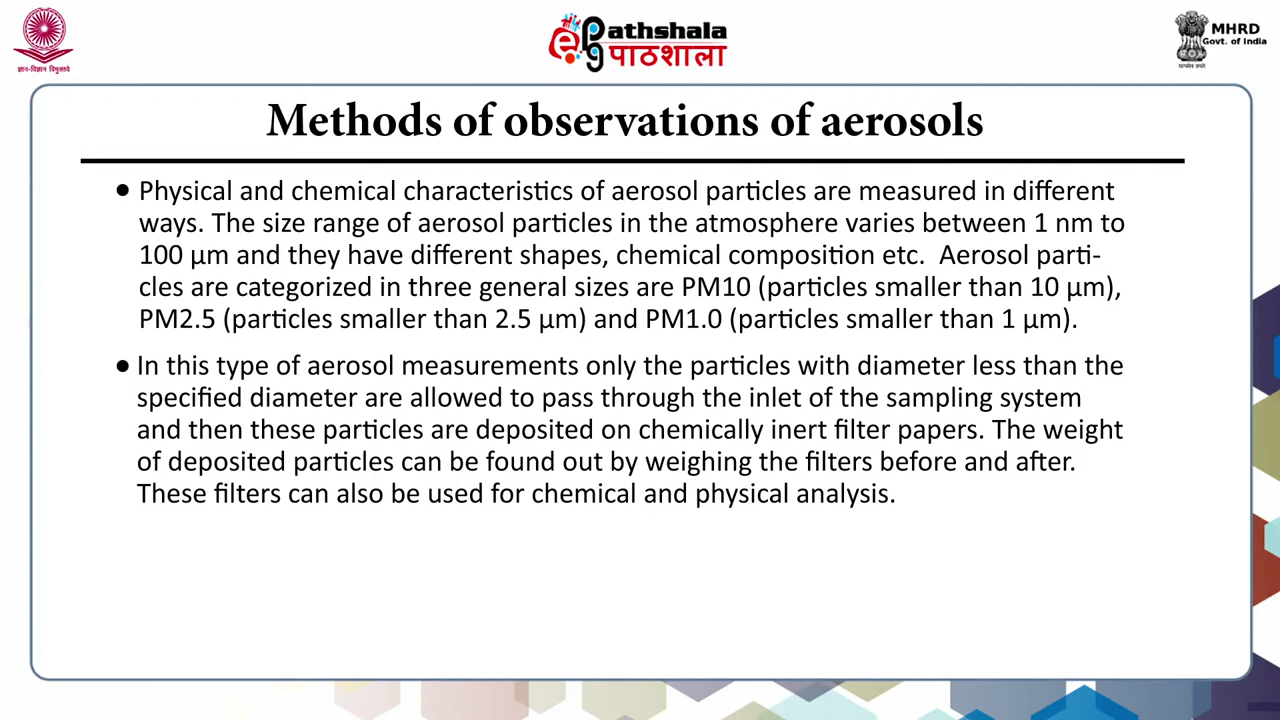 ज्ञान-विज्ञान विमुक्तये
ePG Pathshala
पाठशाला
सत्यमेव जयते
MHRD
Govt. of India
Methods of observations of aerosols
• Physical and chemical characteristics of aerosol particles are measured in different
ways. The size range of aerosol particles in the atmosphere varies between 1 nm to
100 µm and they have different shapes, chemical composition etc.  Aerosol parti-
cles are categorized in three general sizes are PM10 (particles smaller than 10 µm),
PM2.5 (particles smaller than 2.5 µm) and PM1.0 (particles smaller than 1 µm).
• In this type of aerosol measurements only the particles with diameter less than the
specified diameter are allowed to pass through the inlet of the sampling system
and then these particles are deposited on chemically inert filter papers. The weight
of deposited particles can be found out by weighing the filters before and after.
These filters can also be used for chemical and physical analysis.